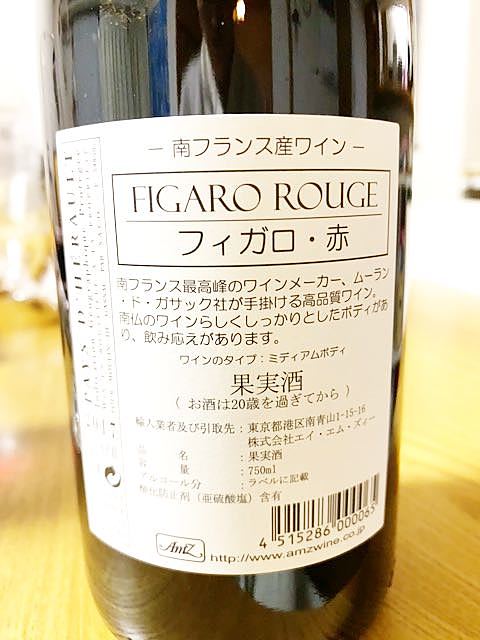 ― 南フランス産ワイン ―
FIGARO ROUGE
フィガロ・赤
南フランス最高峰のワインメーカー、ムーラン
・ド・ガサック社が手掛ける高品質ワイン。
南仏のワインらしくしっかりとしたボディがあ
り、飲み応えがあります。
ワインのタイプ：ミディアムボディ
果実酒
（ お酒は20歳を過ぎてから ）
輸入業者及び引取先：東京都港区南青山1-15-16
株式会社エイ・エム・ズィー
品 名：果実酒
容 量：750ml
アルコール分：ラベルに記載
酸化防止剤（亜硫酸塩）含有
4 515286 000065
AmZ
http://www.amzwine.co.jp
PAYS D'HÉRAULT
2017